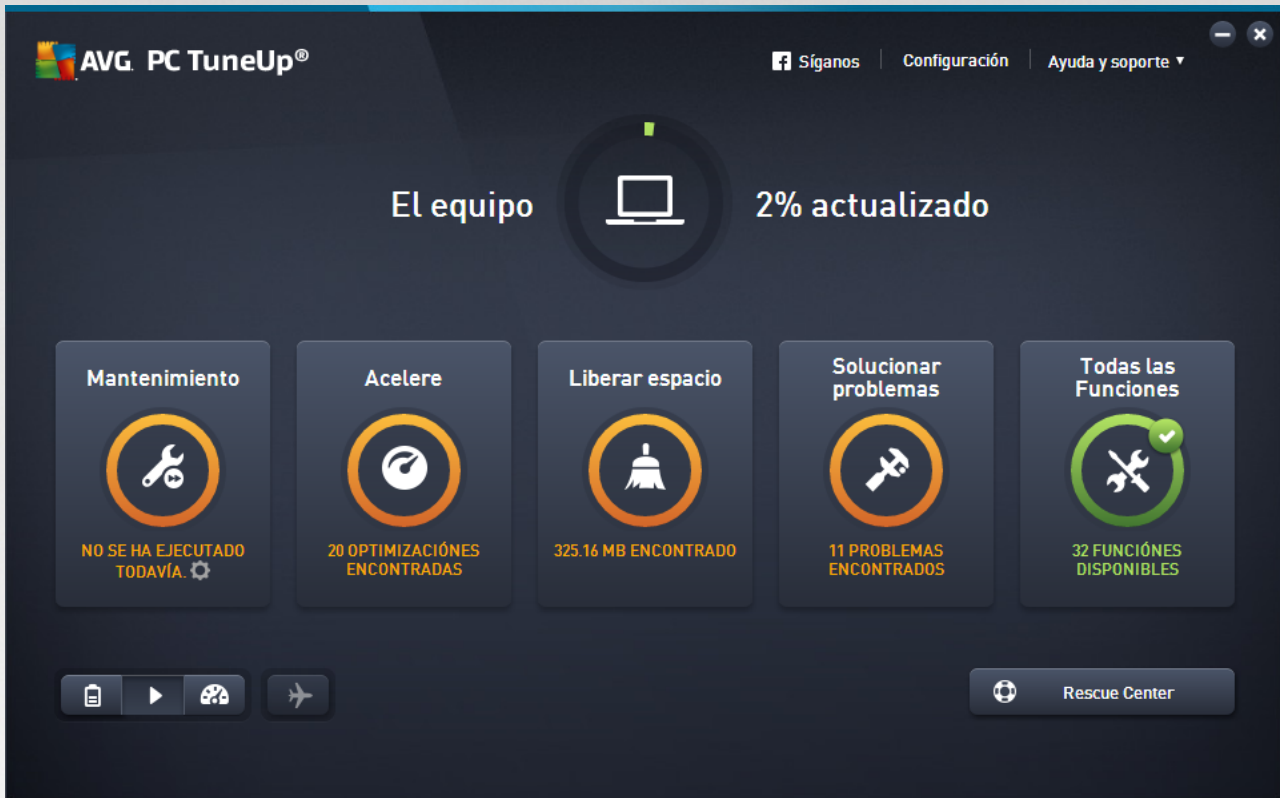 AVG. PC TuneUp®
Síganos
Configuración
Ayuda y soporte
El equipo
2% actualizado
Mantenimiento
NO SE HA EJECUTADO
TODAVÍA.
Acelere
20 OPTIMIZACIÓNES
ENCONTRADAS
Liberar espacio
325.16 MB ENCONTRADO
Solucionar
problemas
11 PROBLEMAS
ENCONTRADOS
Todas las
Funciones
32 FUNCIÓNES
DISPONIBLES
Rescue Center